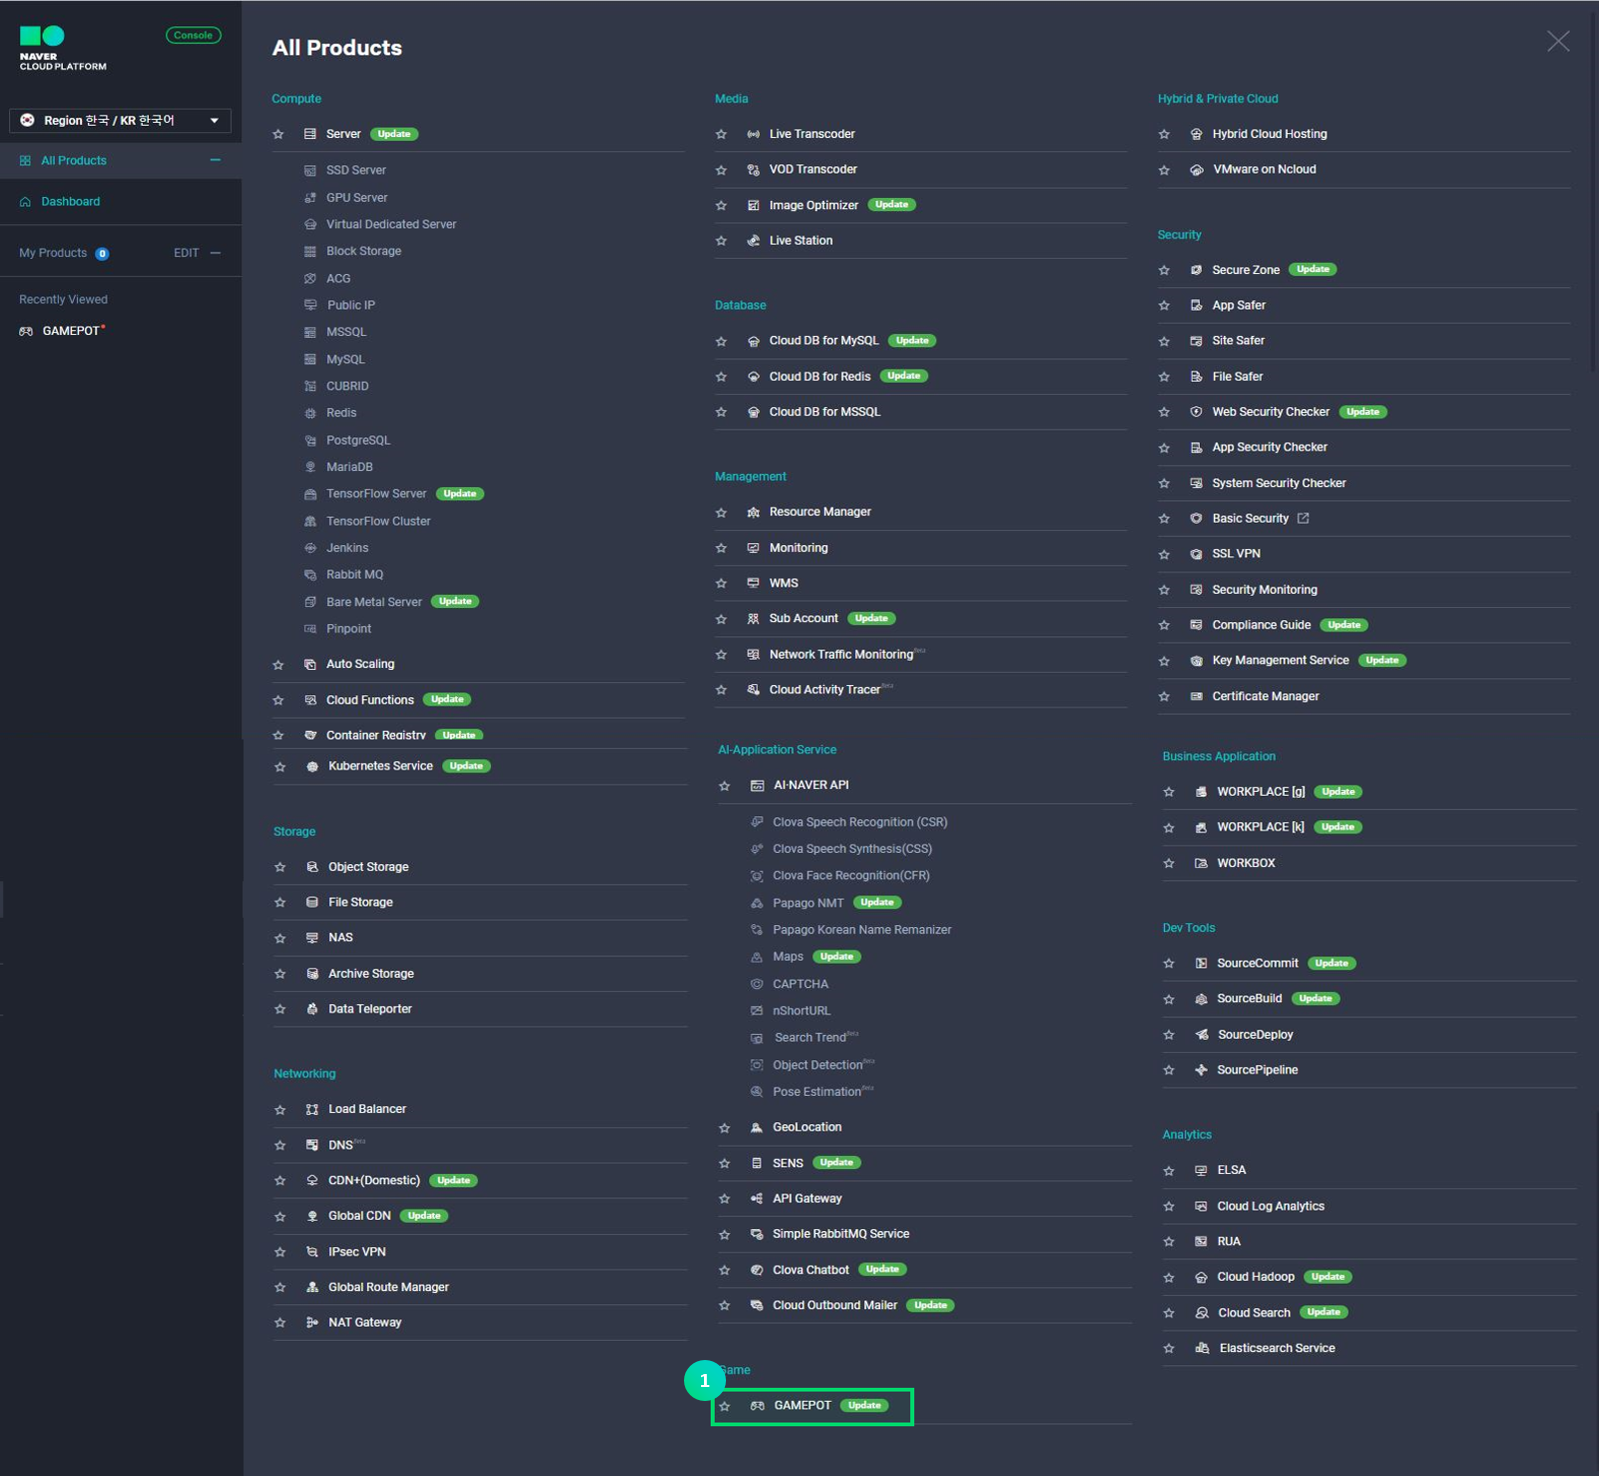 NAVER
CLOUD PLATFORM
Console
Region 한국 / KR 한국어
All Products
Dashboard
My Products 0 EDIT
Recently Viewed
GAMEPOT
All Products
Compute
Server Update
SSD Server
GPU Server
Virtual Dedicated Server
Block Storage
ACG
Public IP
MSSQL
MySQL
CUBRID
Redis
PostgreSQL
MariaDB
TensorFlow Server Update
TensorFlow Cluster
Jenkins
Rabbit MQ
Bare Metal Server Update
Pinpoint
Auto Scaling
Cloud Functions Update
Container Registry Update
Kubernetes Service Update
Storage
Object Storage
File Storage
NAS
Archive Storage
Data Teleporter
Networking
Load Balancer
DNS Beta
CDN+(Domestic) Update
Global CDN Update
IPsec VPN
Global Route Manager
NAT Gateway
Media
Live Transcoder
VOD Transcoder
Image Optimizer Update
Live Station
Database
Cloud DB for MySQL Update
Cloud DB for Redis Update
Cloud DB for MSSQL
Management
Resource Manager
Monitoring
WMS
Sub Account Update
Network Traffic Monitoring Beta
Cloud Activity Tracer Beta
AI·Application Service
AI·NAVER API
Clova Speech Recognition (CSR)
Clova Speech Synthesis(CSS)
Clova Face Recognition(CFR)
Papago NMT Update
Papago Korean Name Remanizer
Maps Update
CAPTCHA
nShortURL
Search Trend Beta
Object Detection Beta
Pose Estimation Beta
GeoLocation
SENS Update
API Gateway
Simple RabbitMQ Service
Clova Chatbot Update
Cloud Outbound Mailer Update
Game
1
GAMEPOT Update
Hybrid & Private Cloud
Hybrid Cloud Hosting
VMware on Ncloud
Security
Secure Zone Update
App Safer
Site Safer
File Safer
Web Security Checker Update
App Security Checker
System Security Checker
Basic Security
SSL VPN
Security Monitoring
Compliance Guide Update
Key Management Service Update
Certificate Manager
Business Application
WORKPLACE [g] Update
WORKPLACE [k] Update
WORKBOX
Dev Tools
SourceCommit Update
SourceBuild Update
SourceDeploy
SourcePipeline
Analytics
ELSA
Cloud Log Analytics
RUA
Cloud Hadoop Update
Cloud Search Update
Elasticsearch Service